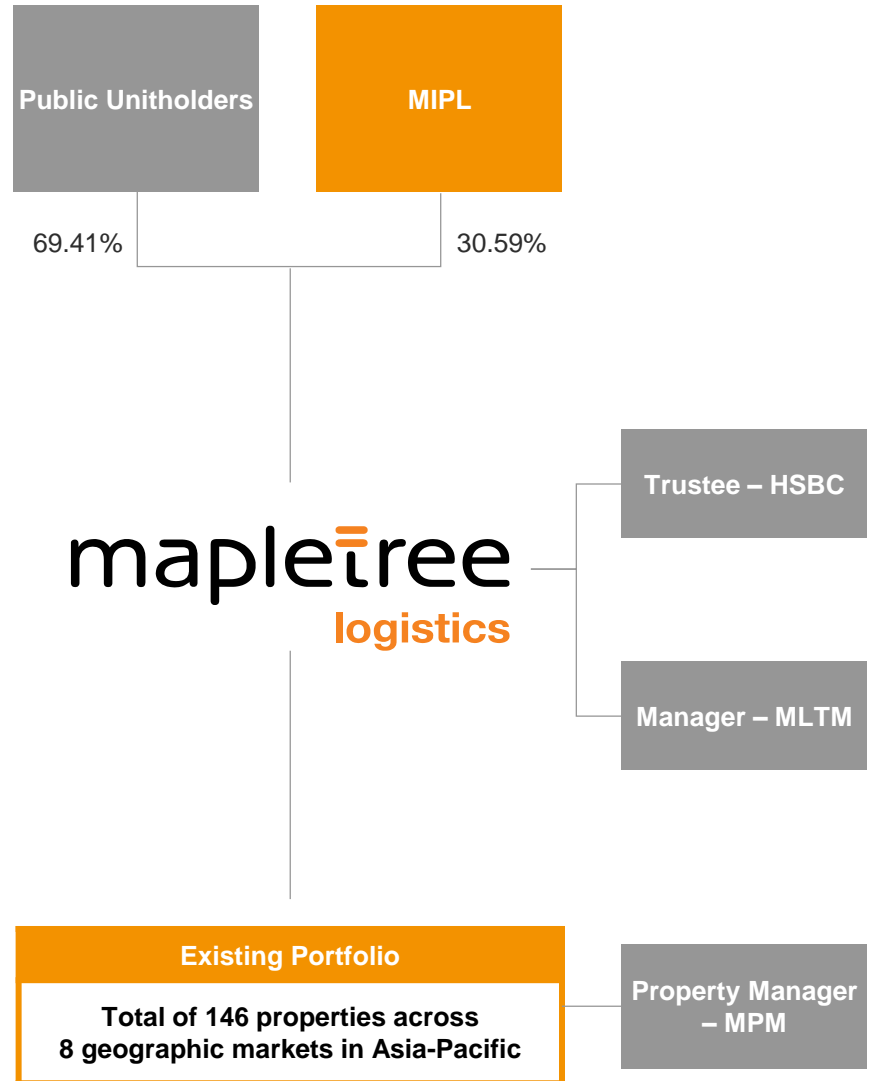 Public Unitholders
MIPL
69.41%
30.59%
Trustee – HSBC
mapletree
logistics
Manager – MLTM
Existing Portfolio
Total of 146 properties across
8 geographic markets in Asia-Pacific
Property Manager
– MPM